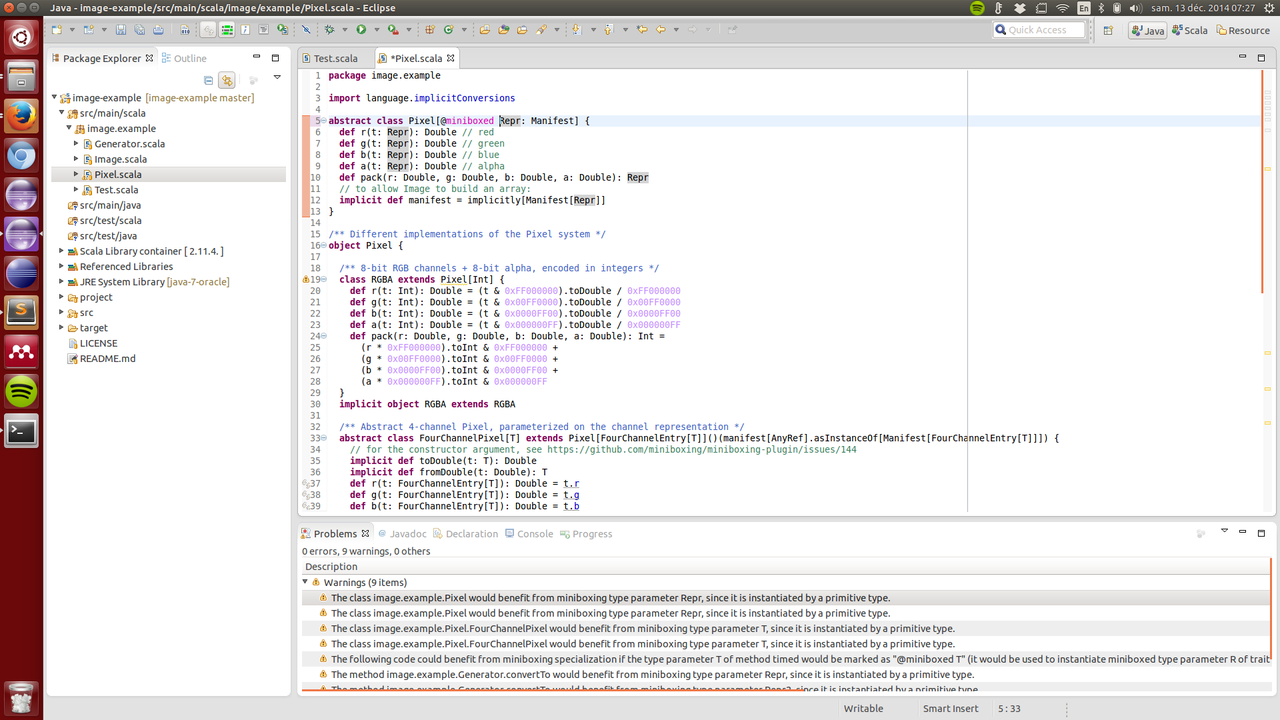 Java - image-example/src/main/scala/image/example/Pixel.scala - Eclipse
En
sam. 13 déc. 2014 07:27
Quick Access
Java
Scala
Resource
Package Explorer
Outline
image-example [image-example master]
src/main/scala
image.example
Generator.scala
Image.scala
Pixel.scala
Test.scala
src/main/java
src/test/scala
src/test/java
Scala Library container [ 2.11.4. ]
Referenced Libraries
JRE System Library [java-7-oracle]
project
src
target
LICENSE
README.md
Test.scala
*Pixel.scala
1 package image.example
2
3 import language.implicitConversions
4
5 abstract class Pixel[@miniboxed Repr: Manifest] {
6 def r(t: Repr): Double // red
7 def g(t: Repr): Double // green
8 def b(t: Repr): Double // blue
9 def a(t: Repr): Double // alpha
10 def pack(r: Double, g: Double, b: Double, a: Double): Repr
11 // to allow Image to build an array:
12 implicit def manifest = implicitly[Manifest[Repr]]
13 }
14
15 /** Different implementations of the Pixel system */
16 object Pixel {
17
18 /** 8-bit RGB channels + 8-bit alpha, encoded in integers */
19 class RGBA extends Pixel[Int] {
20 def r(t: Int): Double = (t & 0xFF000000).toDouble / 0xFF000000
21 def g(t: Int): Double = (t & 0x00FF0000).toDouble / 0x00FF0000
22 def b(t: Int): Double = (t & 0x0000FF00).toDouble / 0x0000FF00
23 def a(t: Int): Double = (t & 0x000000FF).toDouble / 0x000000FF
24 def pack(r: Double, g: Double, b: Double, a: Double): Int =
25 (r * 0xFF000000).toInt & 0xFF000000 +
26 (g * 0x00FF0000).toInt & 0x00FF0000 +
27 (b * 0x0000FF00).toInt & 0x0000FF00 +
28 (a * 0x000000FF).toInt & 0x000000FF
29 }
30 implicit object RGBA extends RGBA
31
32 /** Abstract 4-channel Pixel, parameterized on the channel representation */
33 abstract class FourChannelPixel[T] extends Pixel[FourChannelEntry[T]]()(manifest[AnyRef].asInstanceOf[Manifest[FourChannelEntry[T]]]) {
34 // for the constructor argument, see https://github.com/miniboxing/miniboxing-plugin/issues/144
35 implicit def toDouble(t: T): Double
36 implicit def fromDouble(t: Double): T
37 def r(t: FourChannelEntry[T]): Double = t.r
38 def g(t: FourChannelEntry[T]): Double = t.g
39 def b(t: FourChannelEntry[T]): Double = t.b
Problems
Javadoc
Declaration
Console
Progress
0 errors, 9 warnings, 0 others
Description
Warnings (9 items)
The class image.example.Pixel would benefit from miniboxing type parameter Repr, since it is instantiated by a primitive type.
The class image.example.Pixel would benefit from miniboxing type parameter Repr, since it is instantiated by a primitive type.
The class image.example.Pixel.FourChannelPixel would benefit from miniboxing type parameter T, since it is instantiated by a primitive type.
The class image.example.Pixel.FourChannelPixel would benefit from miniboxing type parameter T, since it is instantiated by a primitive type.
The following code could benefit from miniboxing specialization if the type parameter T of method timed would be marked as "@miniboxed T" (it would be used to instantiate miniboxed type parameter R of trait
The method image.example.Generator.convertTo would benefit from miniboxing type parameter Repr, since it is instantiated by a primitive type.
The method image.example.Generator.convertTo would benefit from miniboxing type parameter Repr2, since it is instantiated by a primitive type.
Writable
Smart Insert
5 : 33